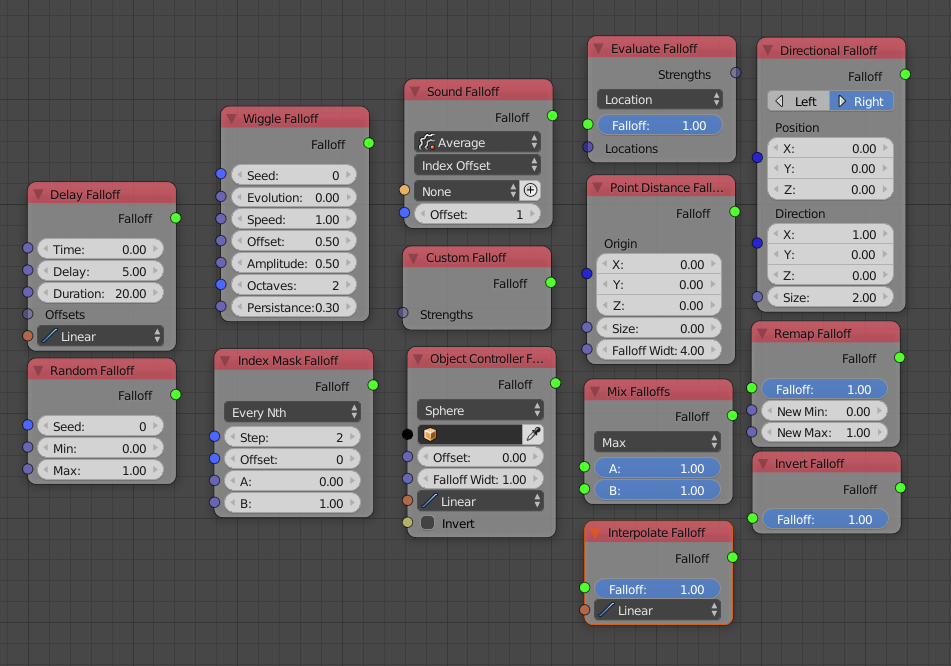 Delay Falloff
Falloff
Time: 0.00
Delay: 5.00
Duration: 20.00
Offsets
Linear
Random Falloff
Falloff
Seed: 0
Min: 0.00
Max: 1.00
Wiggle Falloff
Falloff
Seed: 0
Evolution: 0.00
Speed: 1.00
Offset: 0.50
Amplitude: 0.50
Octaves: 2
Persistance:0.30
Index Mask Falloff
Falloff
Every Nth
Step: 2
Offset: 0
A: 0.00
B: 1.00
Sound Falloff
Falloff
Average
Index Offset
None
Offset: 1
Custom Falloff
Falloff
Strengths
Object Controller F...
Falloff
Sphere
Offset: 0.00
Falloff Widt: 1.00
Linear
Invert
Evaluate Falloff
Strengths
Location
Falloff: 1.00
Locations
Point Distance Fall...
Falloff
Origin
X: 0.00
Y: 0.00
Z: 0.00
Size: 0.00
Falloff Widt: 4.00
Mix Falloffs
Falloff
Max
A: 1.00
B: 1.00
Interpolate Falloff
Falloff
Falloff: 1.00
Linear
Directional Falloff
Falloff
Left Right
Position
X: 0.00
Y: 0.00
Z: 0.00
Direction
X: 1.00
Y: 0.00
Z: 0.00
Size: 2.00
Remap Falloff
Falloff
Falloff: 1.00
New Min: 0.00
New Max: 1.00
Invert Falloff
Falloff
Falloff: 1.00